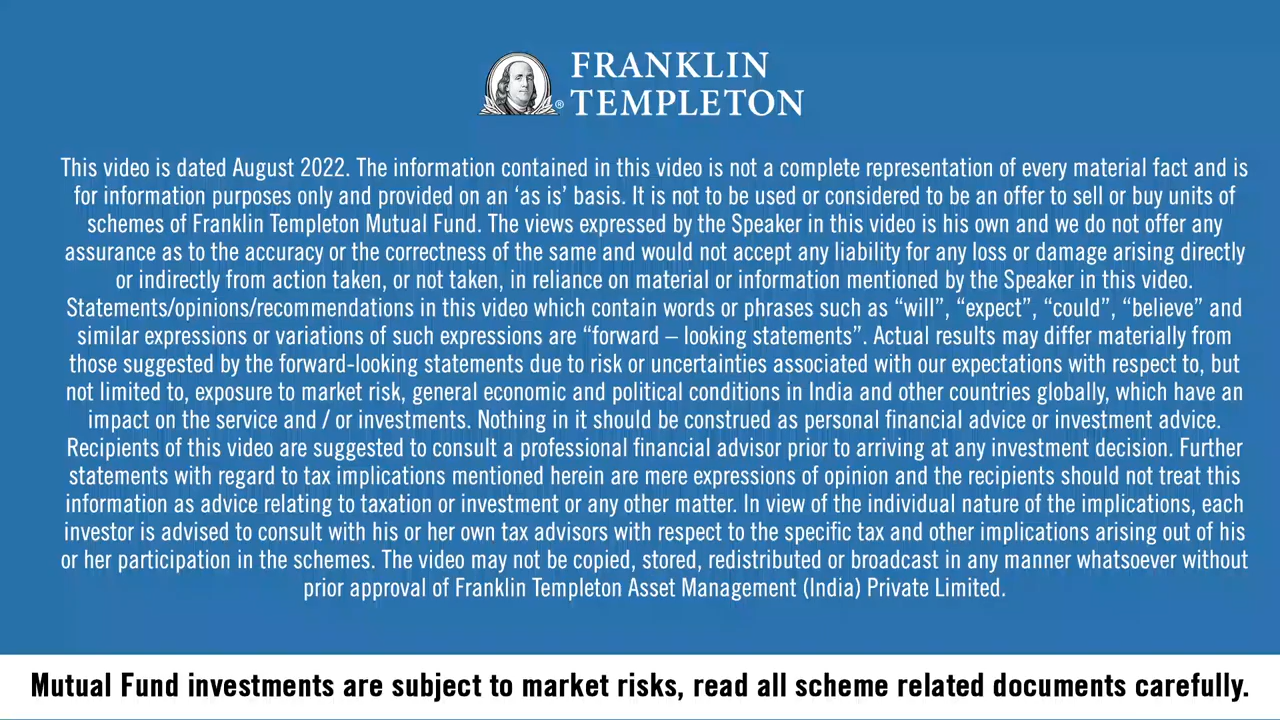 FRANKLIN
TEMPLETON
This video is dated August 2022. The information contained in this video is not a complete representation of every material fact and is
for information purposes only and provided on an ‘as is’ basis. It is not to be used or considered to be an offer to sell or buy units of
schemes of Franklin Templeton Mutual Fund. The views expressed by the Speaker in this video is his own and we do not offer any
assurance as to the accuracy or the correctness of the same and would not accept any liability for any loss or damage arising directly
or indirectly from action taken, or not taken, in reliance on material or information mentioned by the Speaker in this video.
Statements/opinions/recommendations in this video which contain words or phrases such as “will”, “expect”, “could”, “believe” and
similar expressions or variations of such expressions are “forward – looking statements”. Actual results may differ materially from
those suggested by the forward-looking statements due to risk or uncertainties associated with our expectations with respect to, but
not limited to, exposure to market risk, general economic and political conditions in India and other countries globally, which have an
impact on the service and / or investments. Nothing in it should be construed as personal financial advice or investment advice.
Recipients of this video are suggested to consult a professional financial advisor prior to arriving at any investment decision. Further
statements with regard to tax implications mentioned herein are mere expressions of opinion and the recipients should not treat this
information as advice relating to taxation or investment or any other matter. In view of the individual nature of the implications, each
investor is advised to consult with his or her own tax advisors with respect to the specific tax and other implications arising out of his
or her participation in the schemes. The video may not be copied, stored, redistributed or broadcast in any manner whatsoever without
prior approval of Franklin Templeton Asset Management (India) Private Limited.
Mutual Fund investments are subject to market risks, read all scheme related documents carefully.